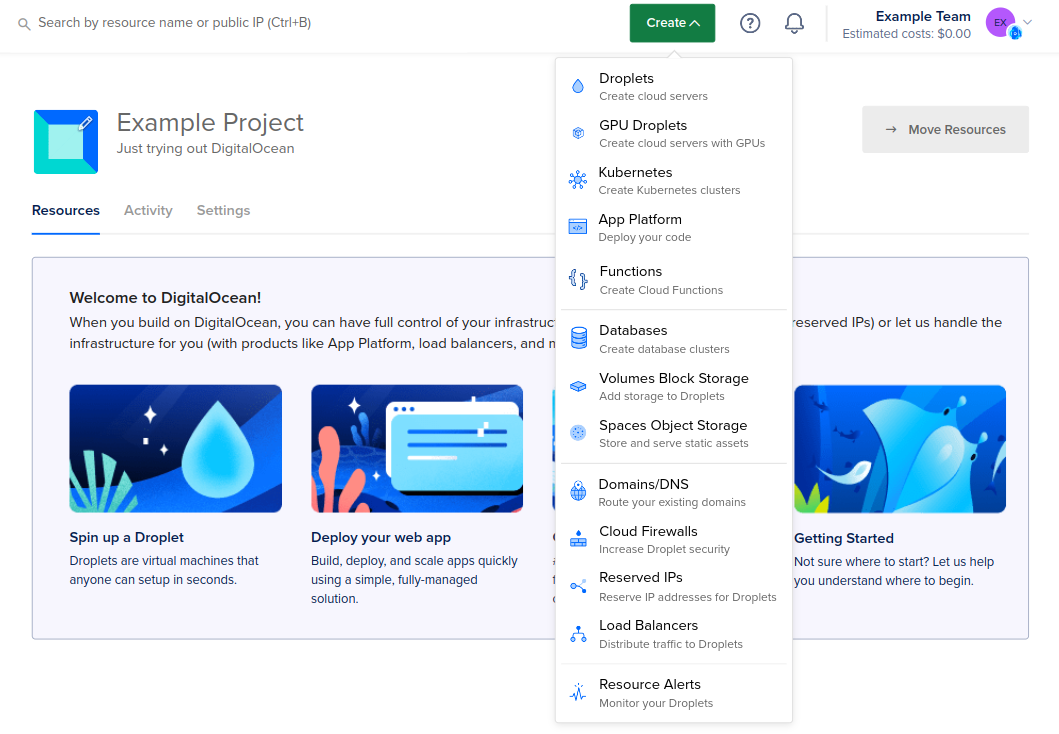 Search by resource name or public IP (Ctrl+B)
Create
Example Team
Estimated costs: $0.00
EX
Example Project
Just trying out DigitalOcean
Move Resources
Resources
Activity
Settings
Droplets
Create cloud servers
GPU Droplets
Create cloud servers with GPUs
Kubernetes
Create Kubernetes clusters
App Platform
Deploy your code
Functions
Create Cloud Functions
Databases
Create database clusters
Volumes Block Storage
Add storage to Droplets
Spaces Object Storage
Store and serve static assets
Domains/DNS
Route your existing domains
Cloud Firewalls
Increase Droplet security
Reserved IPs
Reserve IP addresses for Droplets
Load Balancers
Distribute traffic to Droplets
Resource Alerts
Monitor your Droplets
Welcome to DigitalOcean!
When you build on DigitalOcean, you can have full control of your reserved IPs) or let us handle the
infrastructure for you (with products like App Platform, load balancers, and
Spin up a Droplet
Droplets are virtual machines that
anyone can setup in seconds.
Deploy your web app
Build, deploy, and scale apps quickly
using a simple, fully-managed
solution.
Getting Started
Not sure where to start? Let us help
you understand where to begin.